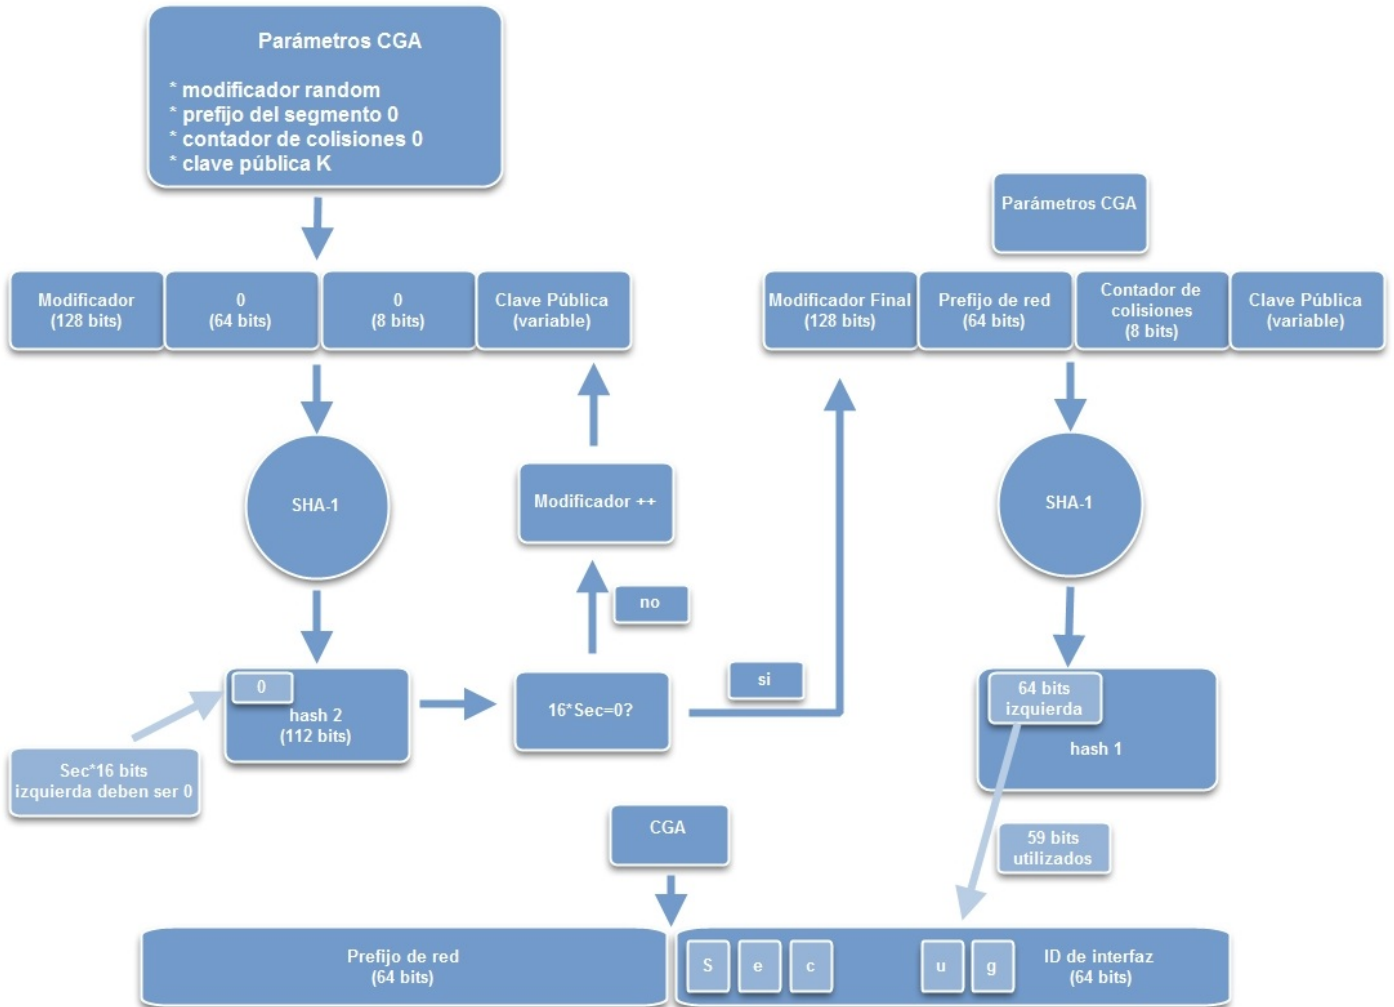 Parámetros CGA
* modificador random
* prefijo del segmento 0
* contador de colisiones 0
* clave pública K
Modificador
(128 bits)
0
(64 bits)
0
(8 bits)
Clave Pública
(variable)
SHA-1
Modificador ++
no
0
hash 2
(112 bits)
16*Sec=0?
si
Sec*16 bits
izquierda deben ser 0
Parámetros CGA
Modificador Final
(128 bits)
Prefijo de red
(64 bits)
Contador de
colisiones
(8 bits)
Clave Pública
(variable)
SHA-1
64 bits
izquierda
hash 1
59 bits
utilizados
CGA
Prefijo de red
(64 bits)
S e c u g
ID de interfaz
(64 bits)